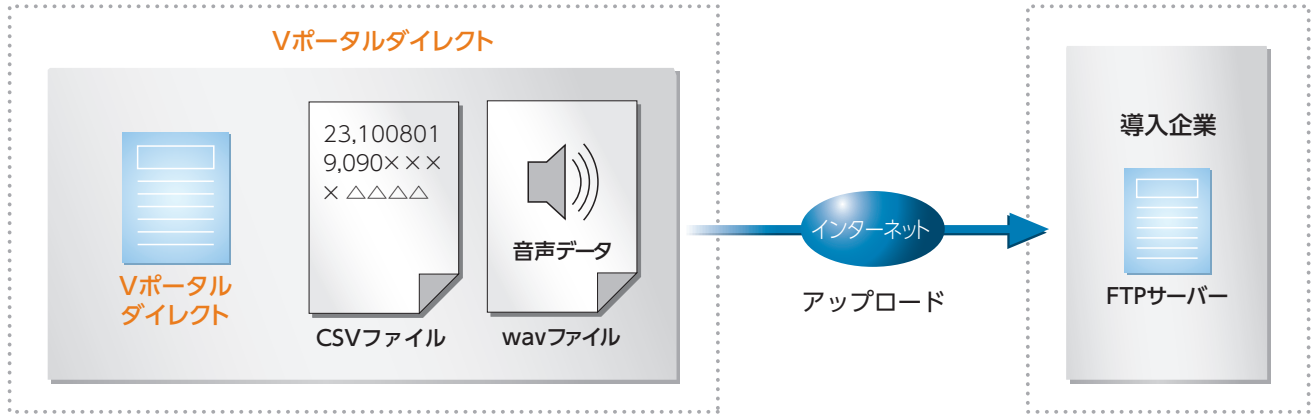 Vポータルダイレクト
23,100801
9,090×××
× △△△△
音声データ
Vポータル
ダイレクト
CSVファイル
wavファイル
インターネット
アップロード
導入企業
FTPサーバー